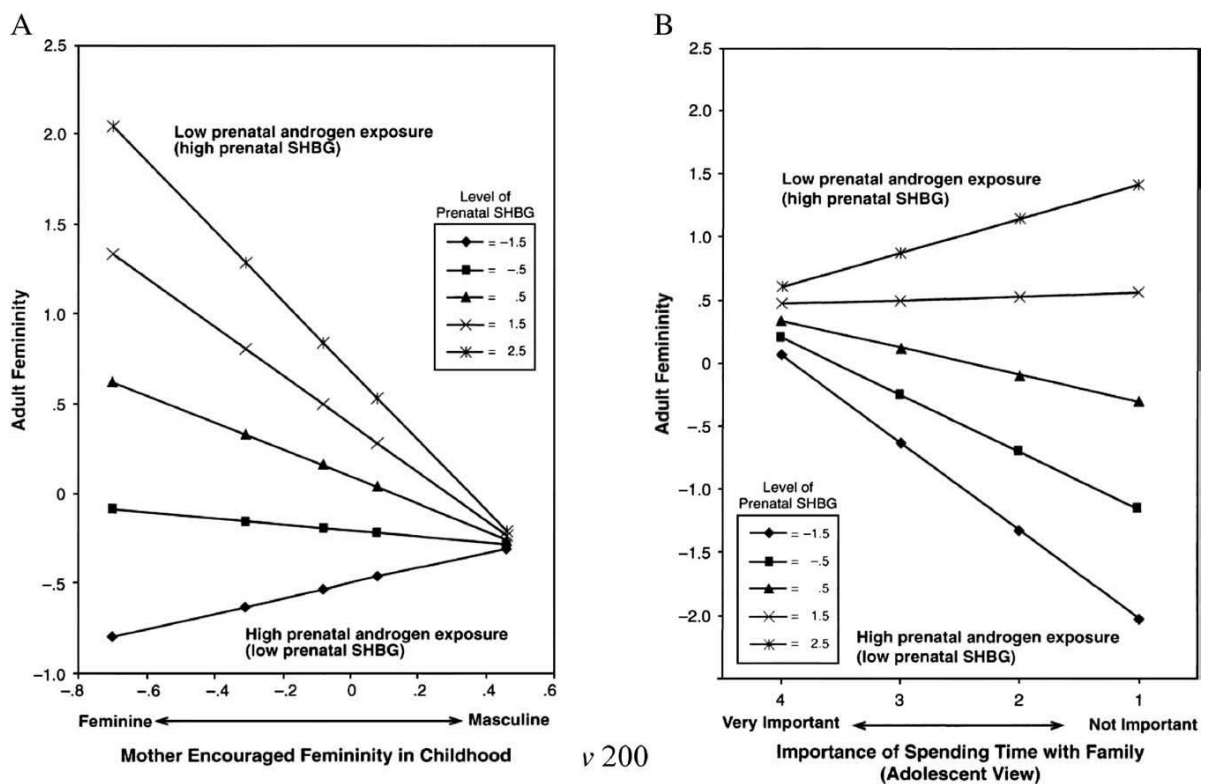 A
2.5
2.0
1.5
1.0
.5
0
−.5
−1.0
Adult Femininity
Low prenatal androgen exposure
(high prenatal SHBG)
Level of
Prenatal SHBG
= −1.5
= −.5
= .5
= 1.5
= 2.5
High prenatal androgen exposure
(low prenatal SHBG)
−.8 −.6 −.4 −.2 0 .2 .4 .6
Feminine Masculine
Mother Encouraged Femininity in Childhood
v 200
B
2.5
2.0
1.5
1.0
.5
0
−.5
−1.0
−1.5
−2.0
Adult Femininity
Low prenatal androgen exposure
(high prenatal SHBG)
Level of
Prenatal SHBG
= −1.5
= −.5
= .5
= 1.5
= 2.5
High prenatal androgen exposure
(low prenatal SHBG)
4 3 2 1
Very Important Not Important
Importance of Spending Time with Family
(Adolescent View)